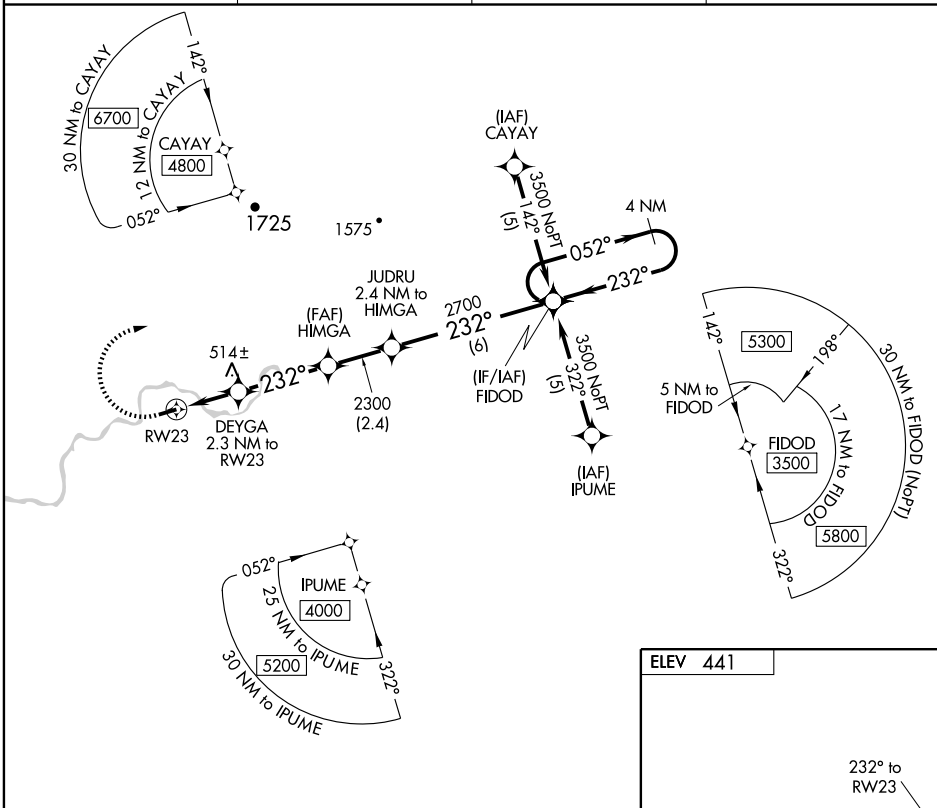 142°
30 NM to CAYAY
6700
12 NM to CAYAY
CAYAY
4800
052°
1725
1575
(IAF)
CAYAY
3500 NoPT
142°
(5)
4 NM
052°
232°
JUDRU
2.4 NM to
HIMGA
2700
232°
(6)
(FAF)
HIMGA
514±
232°
2300
(2.4)
(IF/IAF)
FIDOD
3500 NoPT
322°
(5)
(IAF)
IPUME
RW23
DEYGA
2.3 NM to
RW23
142°
5300
198°
30 NM to FIDOD (NoPT)
5 NM to
FIDOD
17 NM to FIDOD
FIDOD
3500
5800
322°
052°
IPUME
4000
25 NM to IPUME
5200
30 NM to IPUME
322°
ELEV 441
232° to
RW23